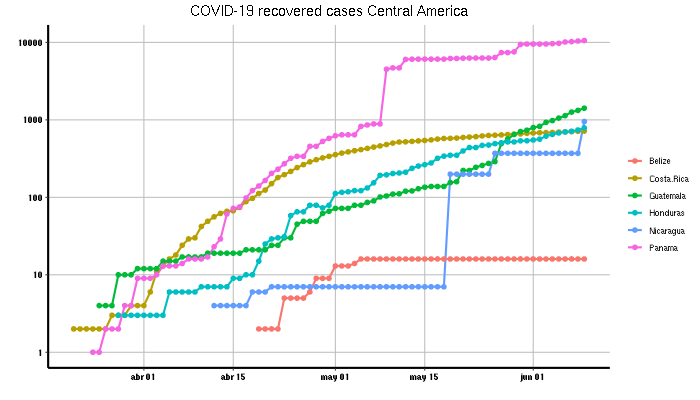 COVID-19 recovered cases Central America
10000
1000
100
10
1
abr 01
abr 15
may 01
may 15
jun 01
Belize
Costa.Rica
Guatemala
Honduras
Nicaragua
Panama